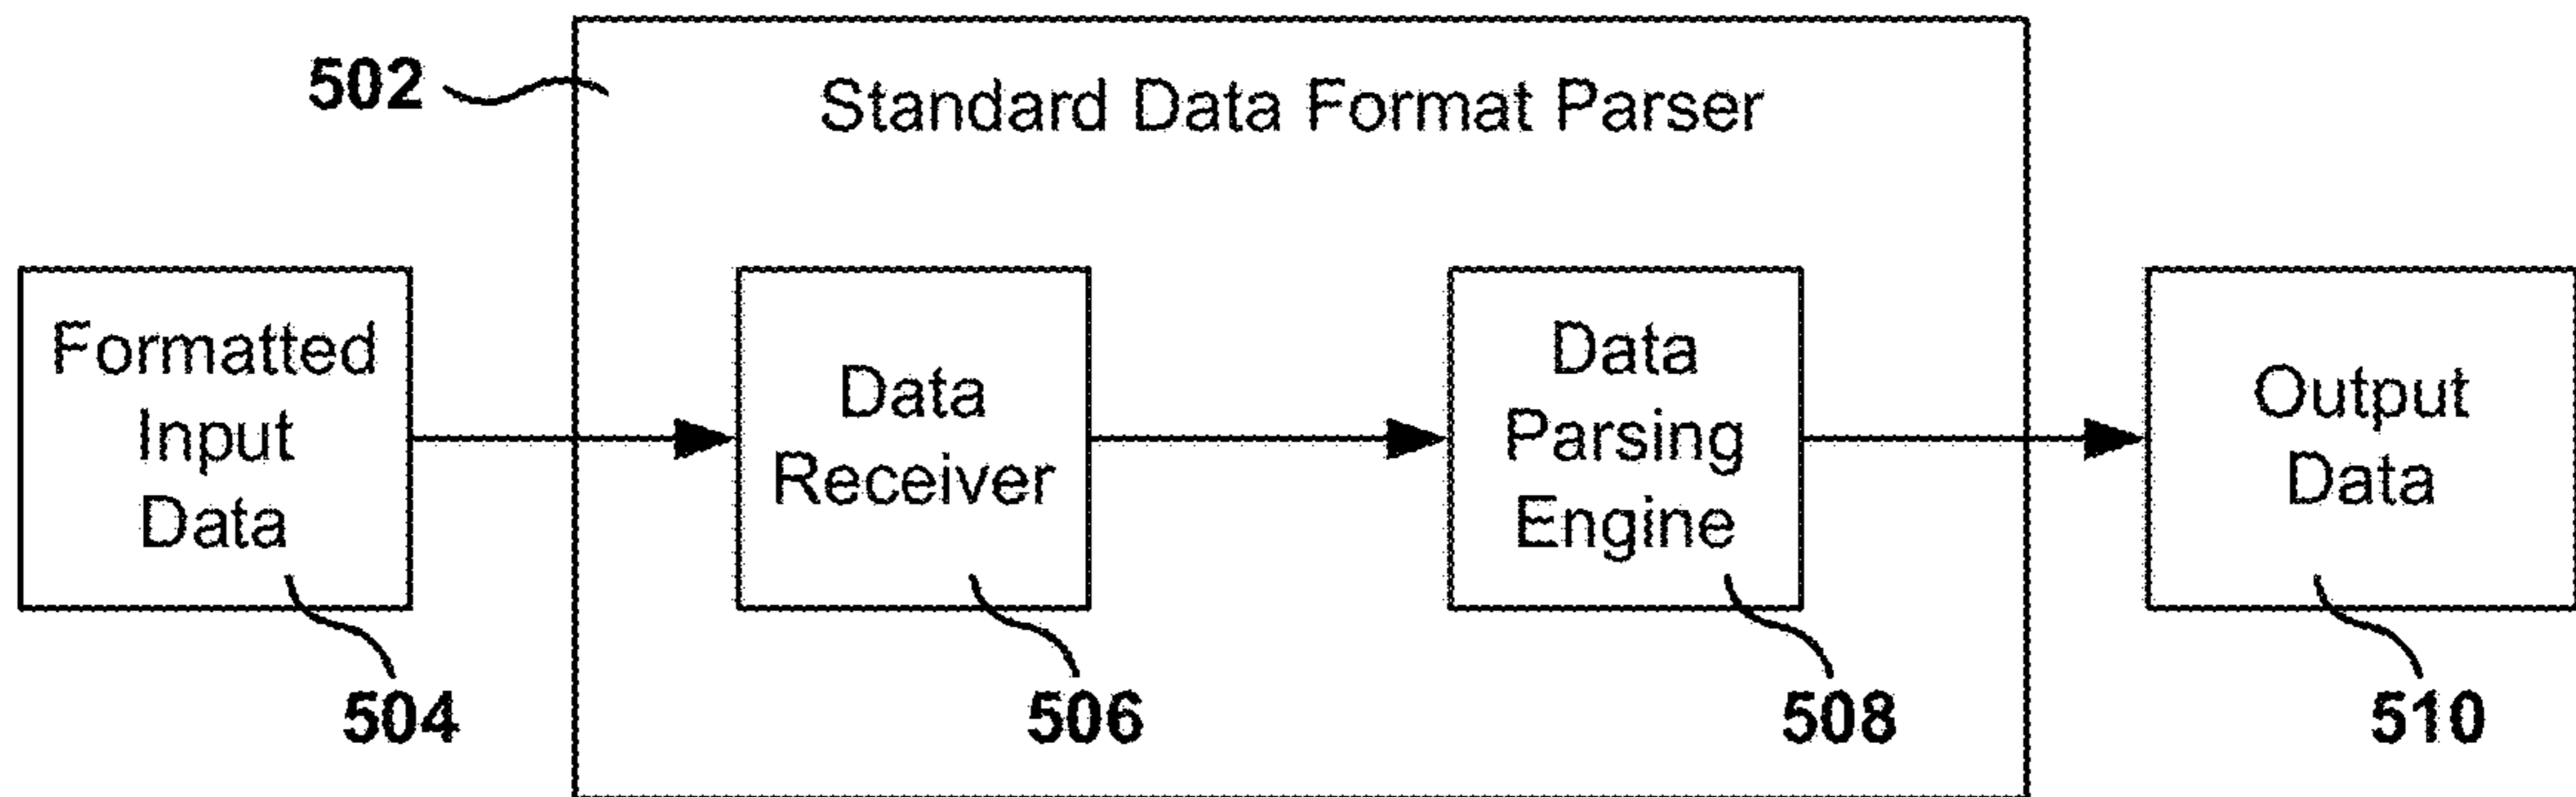 502
Standard Data Format Parser
Formatted
Input
Data
504
Data
Receiver
506
Data
Parsing
Engine
508
Output
Data
510